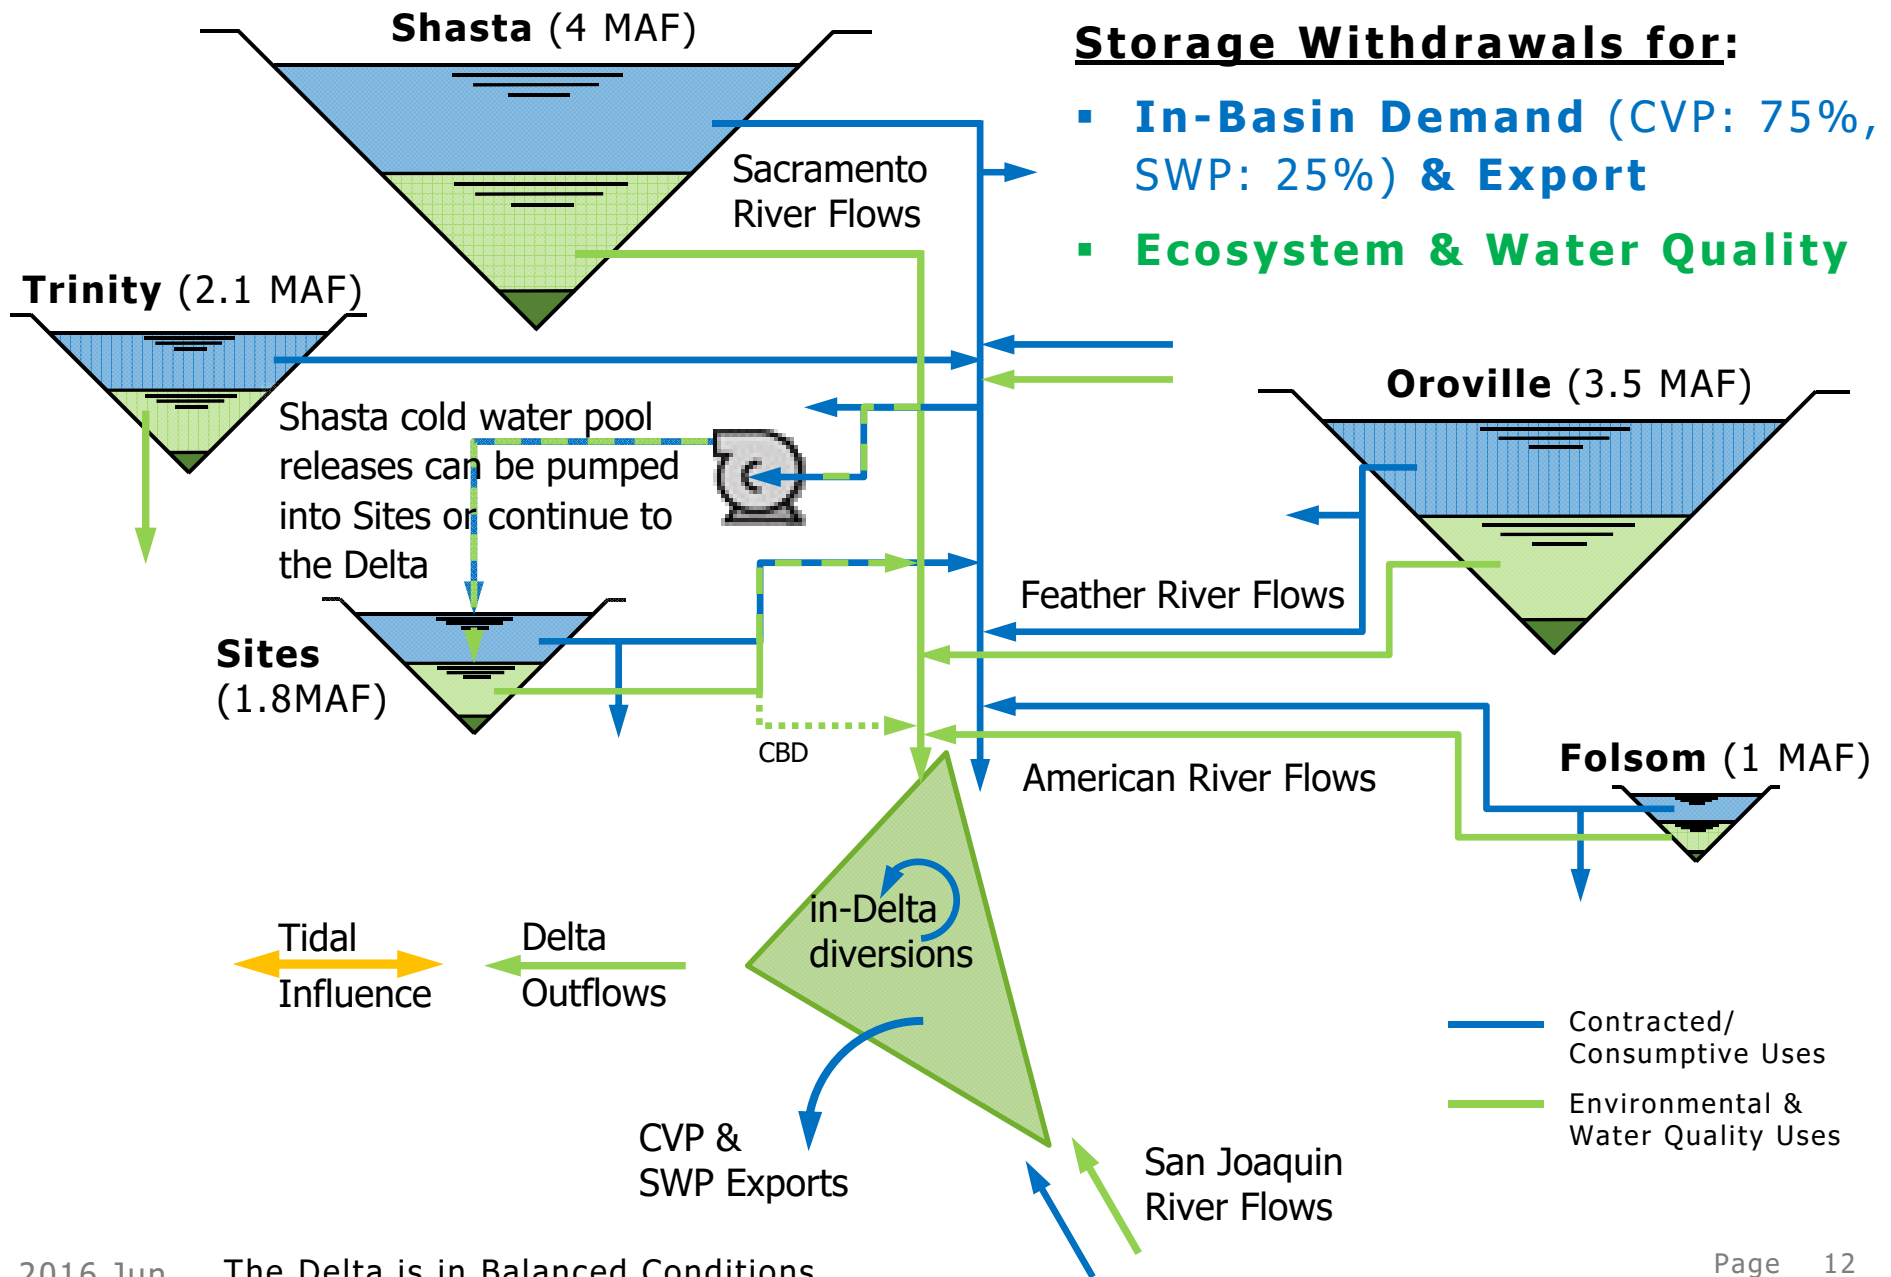 Shasta (4 MAF)
Storage Withdrawals for:
▪ In-Basin Demand (CVP: 75%,
SWP: 25%) & Export
▪ Ecosystem & Water Quality
Sacramento
River Flows
Trinity (2.1 MAF)
Oroville (3.5 MAF)
Shasta cold water pool
releases can be pumped
into Sites or continue to
the Delta
Feather River Flows
Sites
(1.8MAF)
CBD
American River Flows
Folsom (1 MAF)
in-Delta
diversions
Tidal
Influence
Delta
Outflows
Contracted/
Consumptive Uses
Environmental &
Water Quality Uses
CVP &
SWP Exports
San Joaquin
River Flows
2016 Jun
The Delta is in Balanced Conditions
Page 12